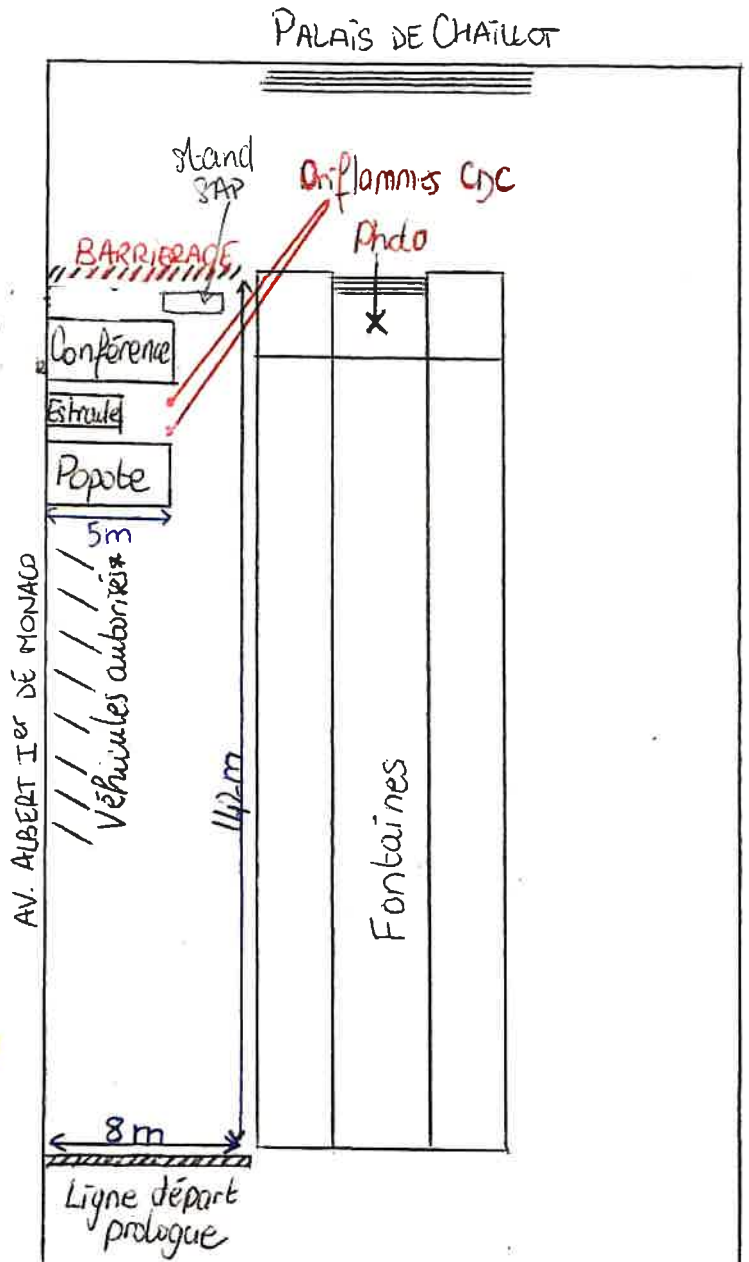 PALAIS DE CHAILLOT
stand
SAP
Oriflammes CDC
Photo
BARRIERAGE
Conférence
Estrade
Popote
5m
Véhicules autorisés*
AV. ALBERT Ier DE MONACO
142m
Fontaines
8m
Ligne départ
prologue